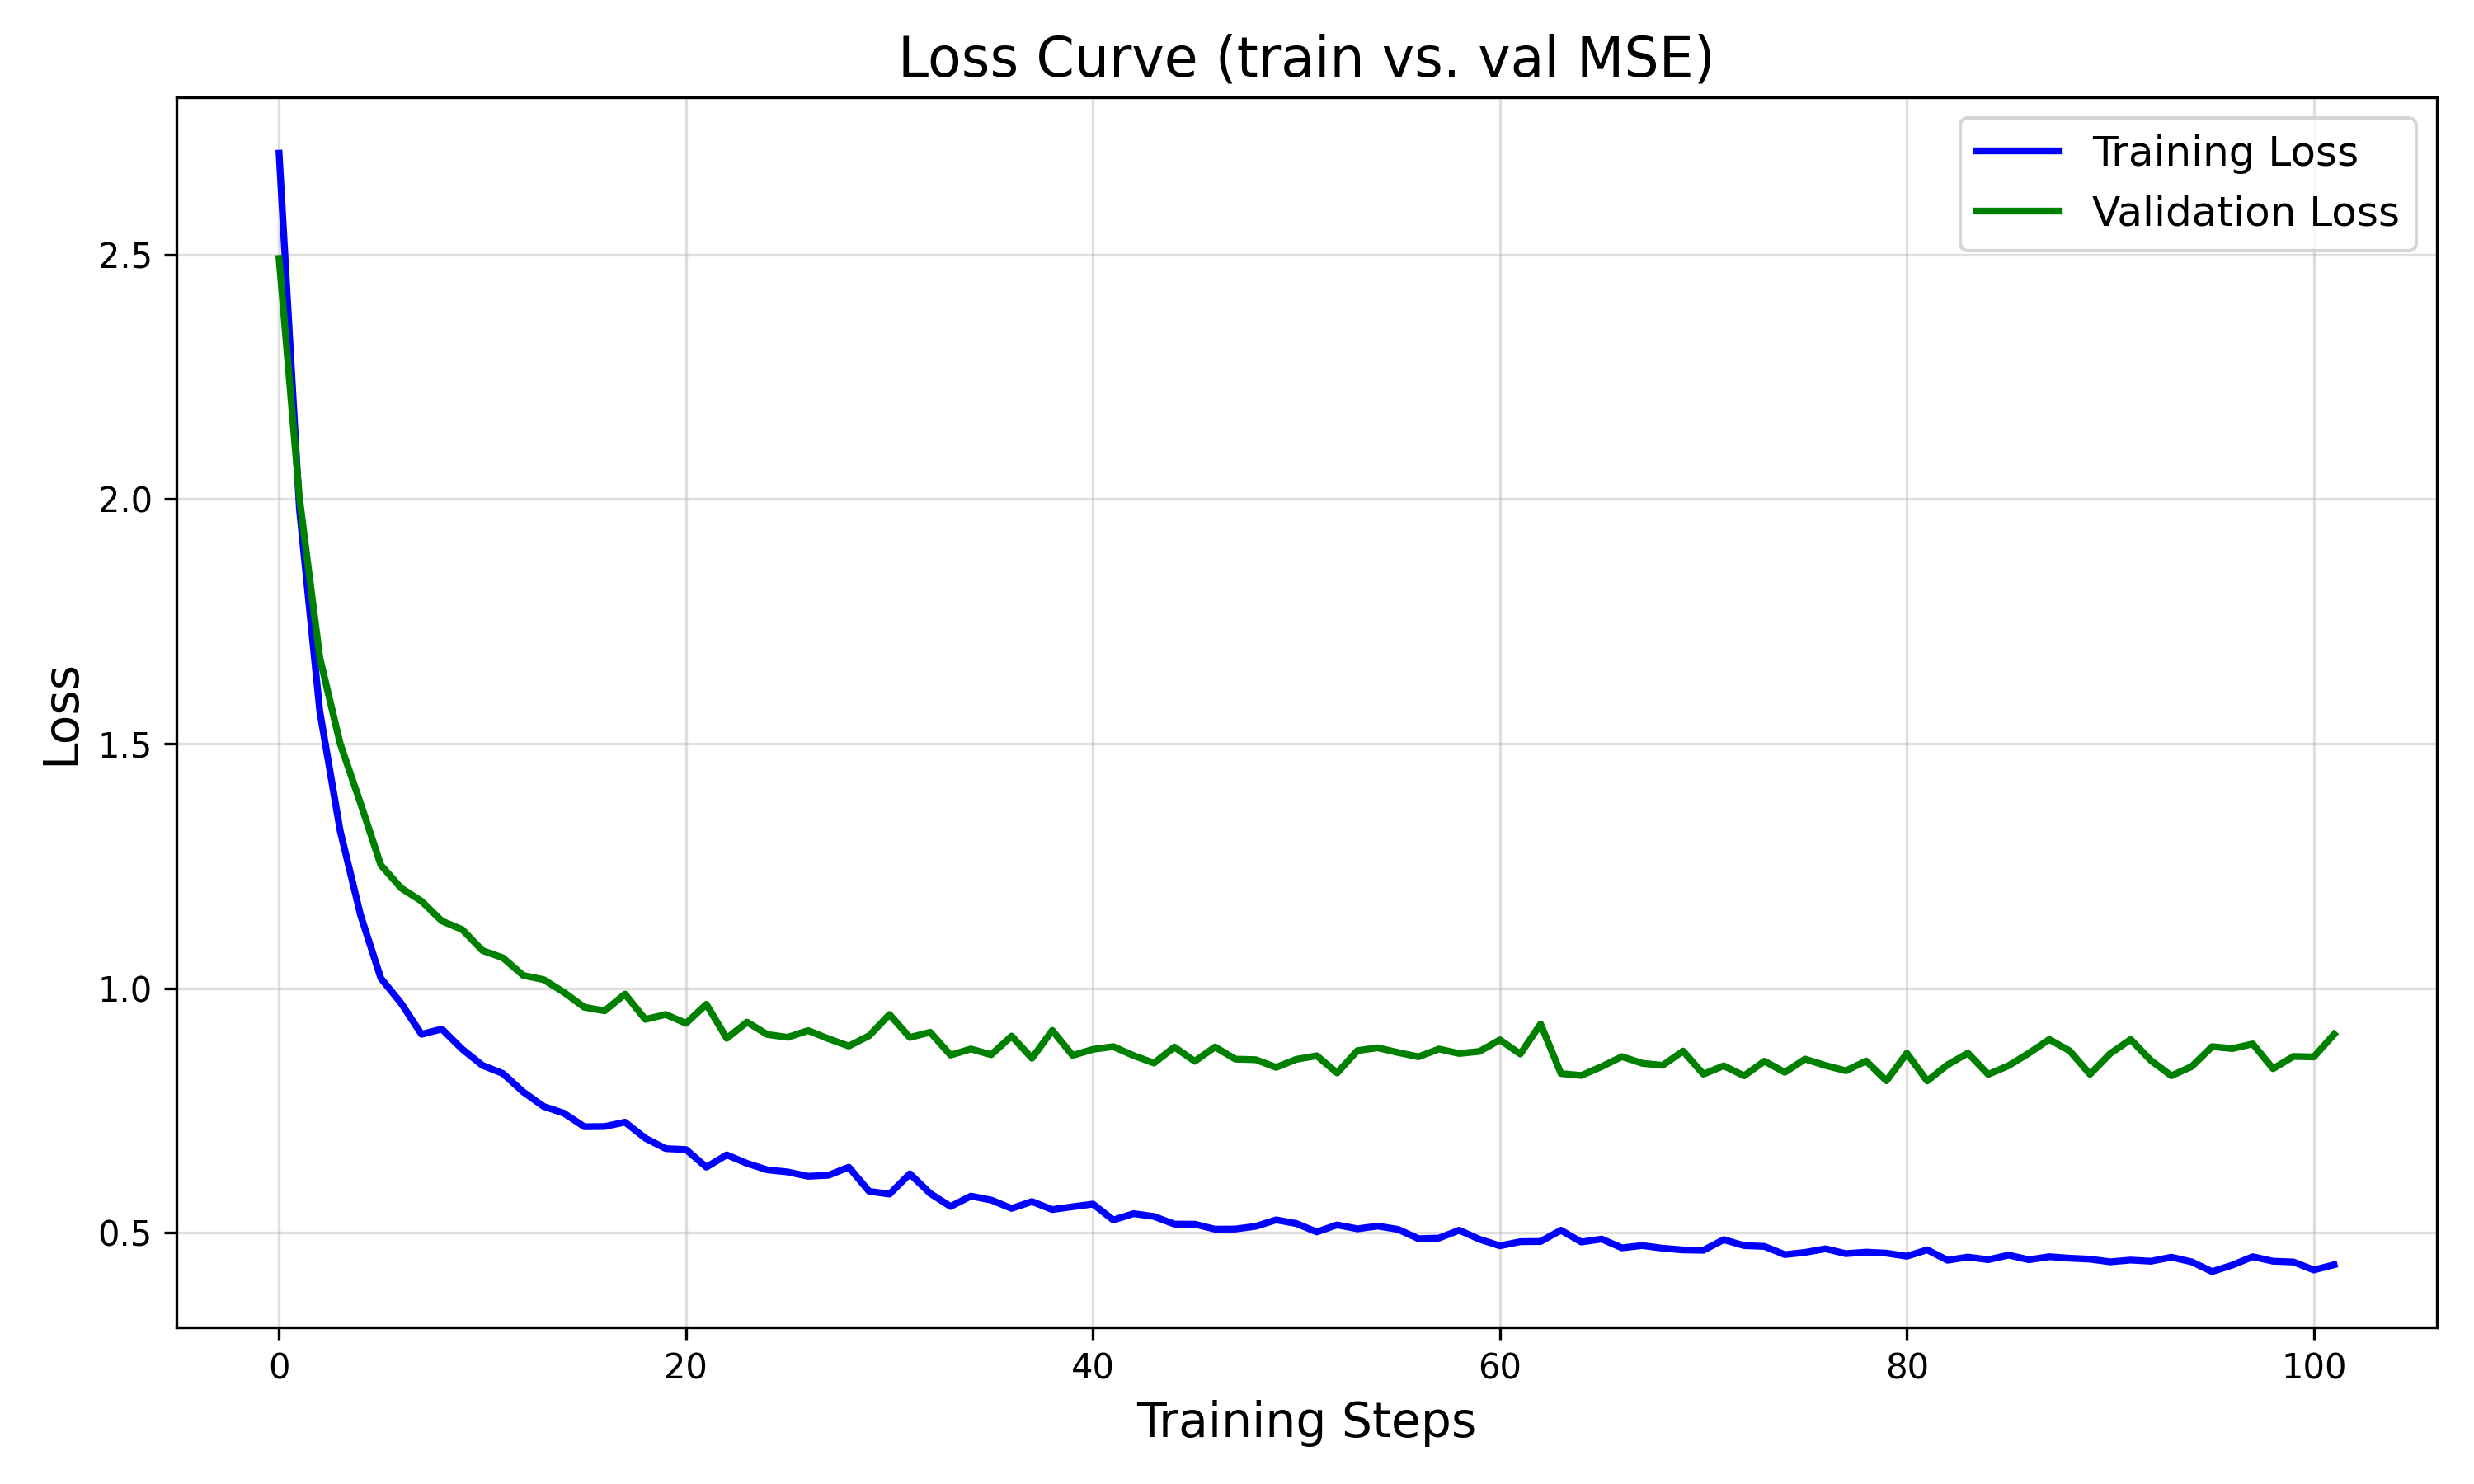 Loss Curve (train vs. val MSE)
Training Loss
Validation Loss
2.5
2.0
1.5
1.0
0.5
Loss
0 20 40 60 80 100
Training Steps